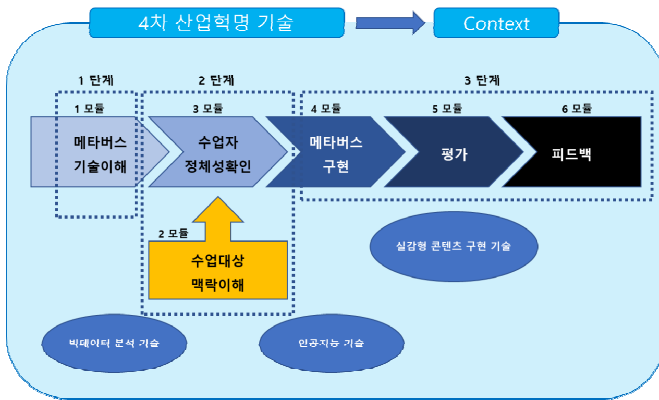 4차 산업혁명 기술
Context
1 단계
2 단계
3 단계
1 모듈
3 모듈
4 모듈
5 모듈
6 모듈
메타버스
기술이해
수업자
정체성확인
메타버스
구현
평가
피드백
2 모듈
수업대상
맥락이해
실감형 콘텐츠 구현 기술
빅데이터 분석 기술
인공지능 기술